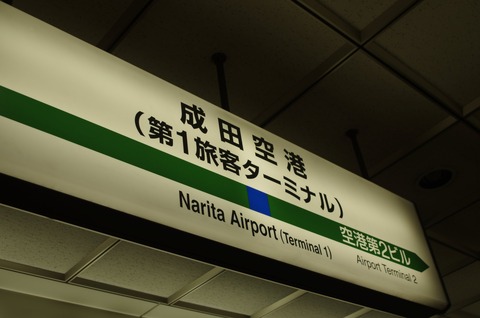 成田空港
(第1旅客ターミナル)
Narita Airport (Terminal 1)
空港第2ビル
Airport Terminal 2